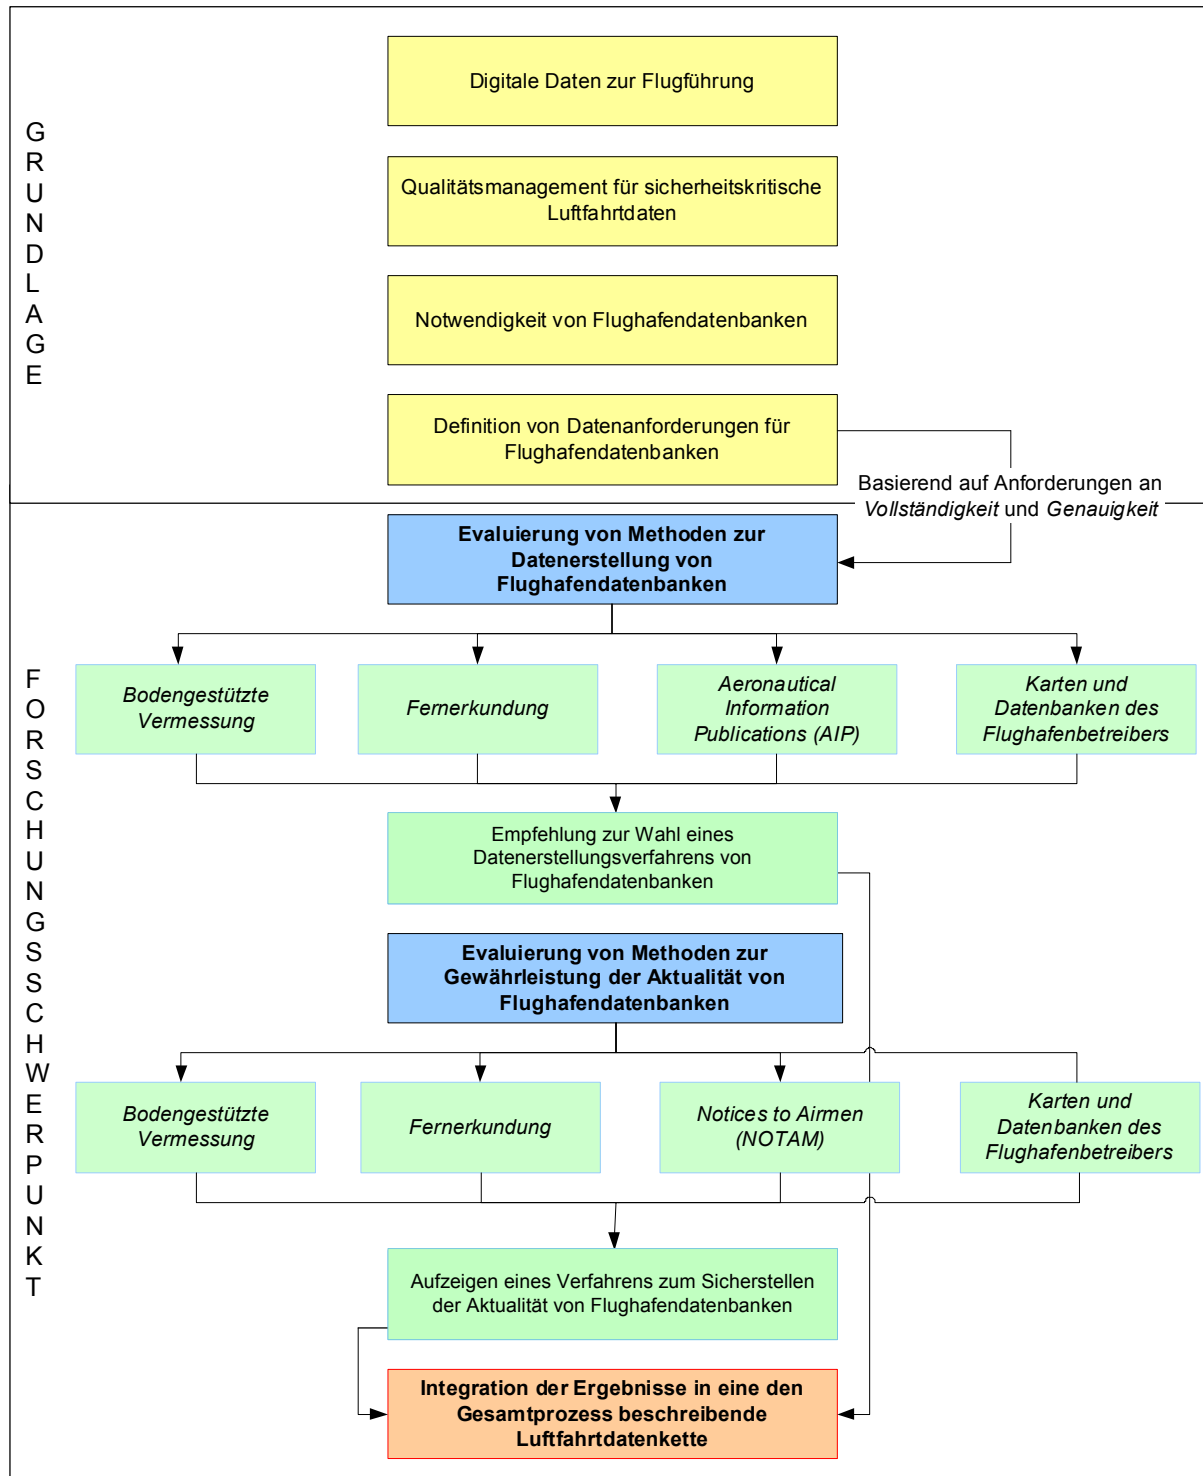 GRUNDLAGE
Digitale Daten zur Flugführung
Qualitätsmanagement für sicherheitskritische
Luftfahrtdaten
Notwendigkeit von Flughafendatenbanken
Definition von Datenanforderungen für
Flughafendatenbanken
Basierend auf Anforderungen an
Vollständigkeit und Genauigkeit
FORSCHUNGSSCHWERPUNKT
Evaluierung von Methoden zur
Datenerstellung von
Flughafendatenbanken
Bodengestützte
Vermessung
Fernerkundung
Aeronautical
Information
Publications (AIP)
Karten und
Datenbanken des
Flughafenbetreibers
Empfehlung zur Wahl eines
Datenerstellungsverfahrens von
Flughafendatenbanken
Evaluierung von Methoden zur
Gewährleistung der Aktualität von
Flughafendatenbanken
Bodengestützte
Vermessung
Fernerkundung
Notices to Airmen
(NOTAM)
Karten und
Datenbanken des
Flughafenbetreibers
Aufzeigen eines Verfahrens zum Sicherstellen
der Aktualität von Flughafendatenbanken
Integration der Ergebnisse in eine den
Gesamtprozess beschreibende
Luftfahrtdatenkette